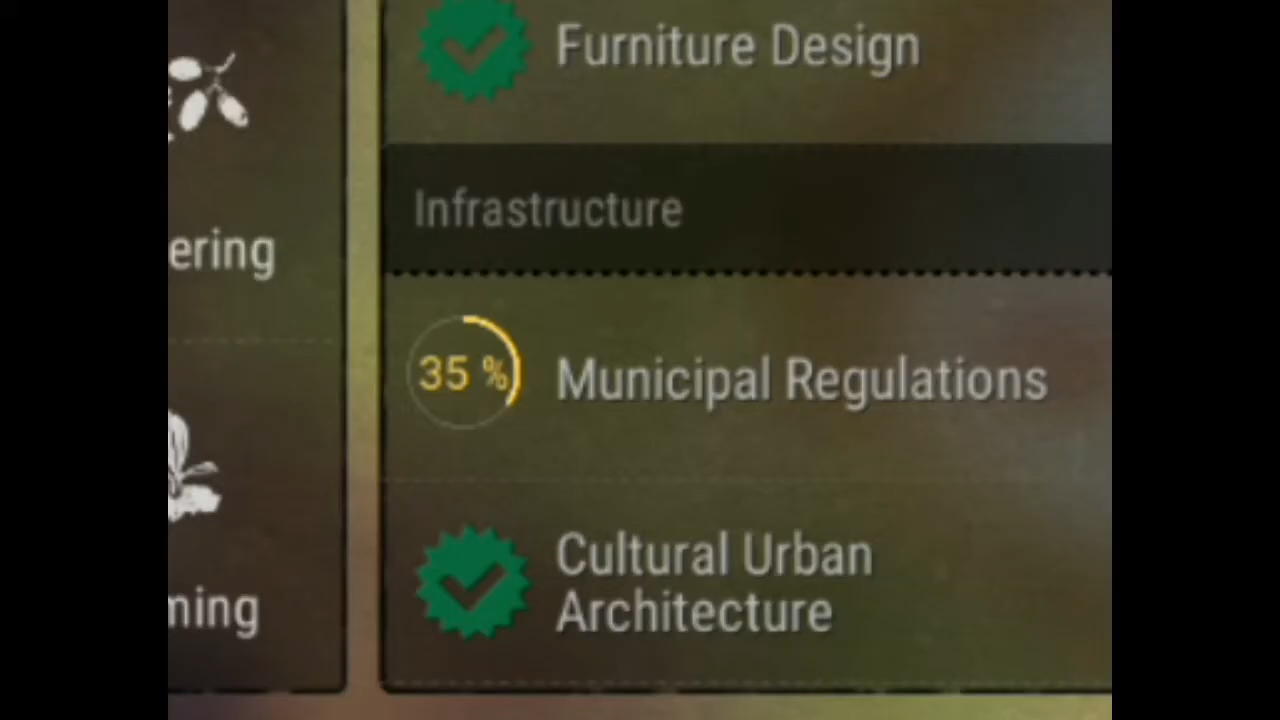 Furniture Design
Infrastructure
ering
35 %
Municipal Regulations
Cultural Urban
Architecture
ming